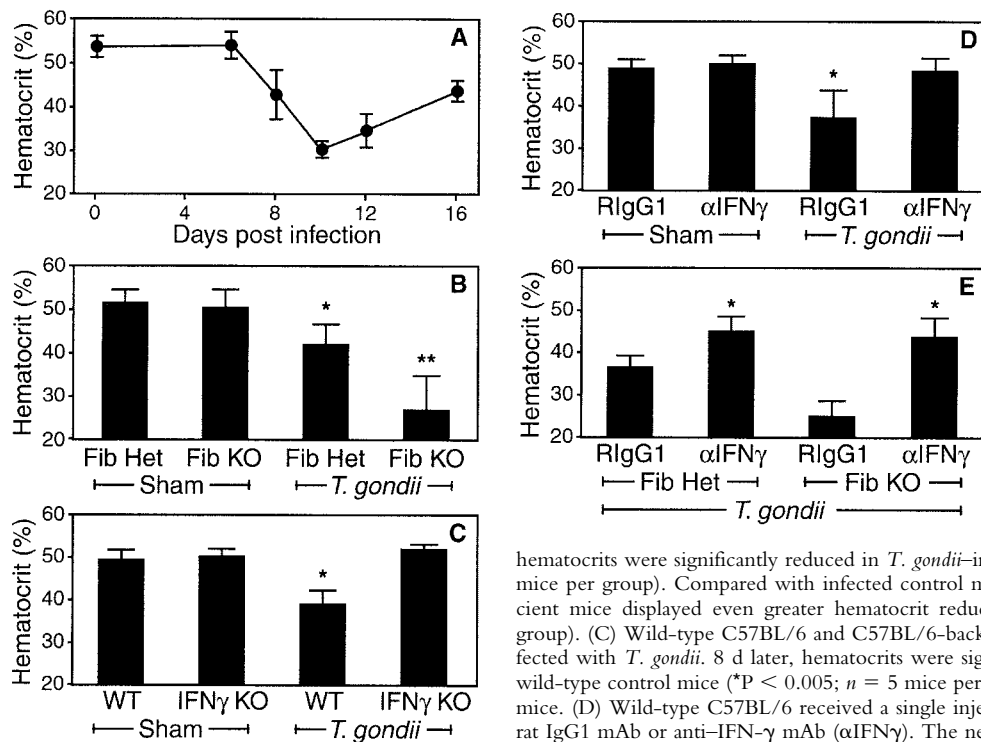 A
Hematocrit (%)
60
50
40
30
20
0 4 8 12 16
Days post infection
B
Hematocrit (%)
60
50
40
30
20
* **
Fib Het Fib KO Fib Het Fib KO
Sham T. gondii
C
Hematocrit (%)
60
50
40
30
20
*
WT IFNγ KO WT IFNγ KO
Sham T. gondii
D
Hematocrit (%)
60
50
40
30
20
*
RIgG1 αIFNγ RIgG1 αIFNγ
Sham T. gondii
E
Hematocrit (%)
60
50
40
30
20
* *
RIgG1 αIFNγ RIgG1 αIFNγ
Fib Het Fib KO
T. gondii
hematocrits were significantly reduced in T. gondii–in
mice per group). Compared with infected control m
cient mice displayed even greater hematocrit reduc
group). (C) Wild-type C57BL/6 and C57BL/6-back
fected with T. gondii. 8 d later, hematocrits were sig
wild-type control mice (*P < 0.005; n = 5 mice per
mice. (D) Wild-type C57BL/6 received a single inje
rat IgG1 mAb or anti–IFN-γ mAb (αIFNγ). The ne